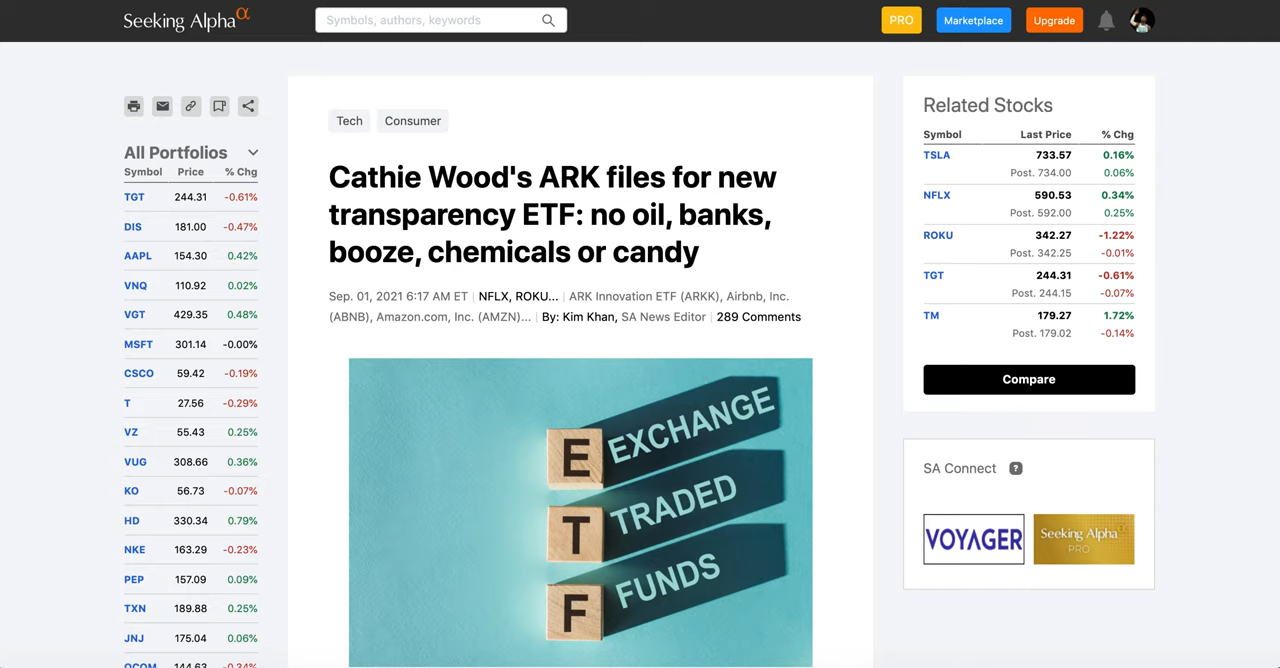 Seeking Alpha α
Symbols, authors, keywords
PRO
Marketplace
Upgrade
All Portfolios
Symbol Price % Chg
TGT 244.31 -0.61%
DIS 181.00 -0.47%
AAPL 154.30 0.42%
VNQ 110.92 0.02%
VGT 429.35 0.48%
MSFT 301.14 -0.00%
CSCO 59.42 -0.19%
T 27.56 -0.29%
VZ 55.43 0.25%
VUG 308.66 0.36%
KO 56.73 -0.07%
HD 330.34 0.79%
NKE 163.29 -0.23%
PEP 157.09 0.09%
TXN 189.88 0.25%
JNJ 175.04 0.06%
QCOM 144.63 -0.34%
Tech Consumer
Cathie Wood's ARK files for new
transparency ETF: no oil, banks,
booze, chemicals or candy
Sep. 01, 2021 6:17 AM ET | NFLX, ROKU... | ARK Innovation ETF (ARKK), Airbnb, Inc.
(ABNB), Amazon.com, Inc. (AMZN)... | By: Kim Khan, SA News Editor | 289 Comments
E EXCHANGE
T TRADED
F FUNDS
Related Stocks
Symbol Last Price % Chg
TSLA 733.57 0.16%
Post. 734.00 0.06%
NFLX 590.53 0.34%
Post. 592.00 0.25%
ROKU 342.27 -1.22%
Post. 342.25 -0.01%
TGT 244.31 -0.61%
Post. 244.15 -0.07%
TM 179.27 1.72%
Post. 179.02 -0.14%
Compare
SA Connect ?
VOYAGER
Seeking Alpha α
PRO